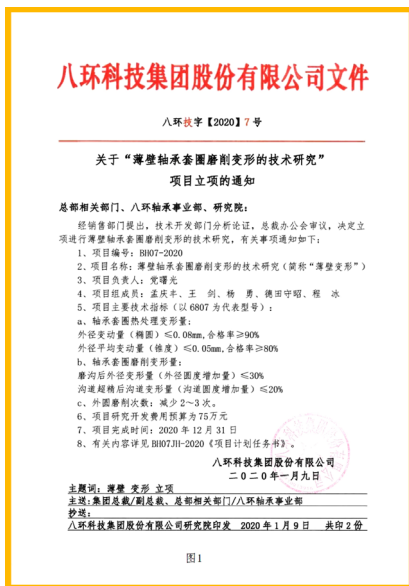 八环科技集团股份有限公司文件
八环技字【2020】7号
关于“薄壁轴承套圈磨削变形的技术研究”
项目立项的通知
总部相关部门、八环轴承事业部、研究院：
经销售部门提出，技术开发部门分析论证，总裁办公会审议，决定立
项进行薄壁轴承套圈磨削变形的技术研究，有关事项通知如下：
1、项目编号：BH07-2020
2、项目名称：薄壁轴承套圈磨削变形的技术研究（简称“薄壁变形”）
3、项目负责人：党曙光
4、项目组成员：孟庆丰、王 剑、杨 勇、德田守昭、程 冰
5、项目主要技术指标（以6807为代表型号）：
a、轴承套圈热处理变形量：
外径变动量（椭圆）≤0.08mm,合格率≥90%
外径平均变动量（锥度）≤0.05mm,合格率≥80%
b、轴承套圈磨削变形量：
磨沟后外径变形量（外径圆度增加量）≤30%
沟道超精后沟道变形量（沟道圆度增加量）≤20%
c、外圆磨削次数：减少2～3次。
6、项目研究开发费用预算为75万元
7、项目完成时间：2020年12月31日
8、有关内容详见BH07JH-2020《项目计划任务书》。
八环科技集团股份有限公司
二〇二〇年一月九日
主题词：薄壁 变形 立项
主送：集团总裁/副总裁、总部相关部门/八环轴承事业部
抄送：
八环科技集团股份有限公司研究院印发 2020年1月9日 共印2份
图1